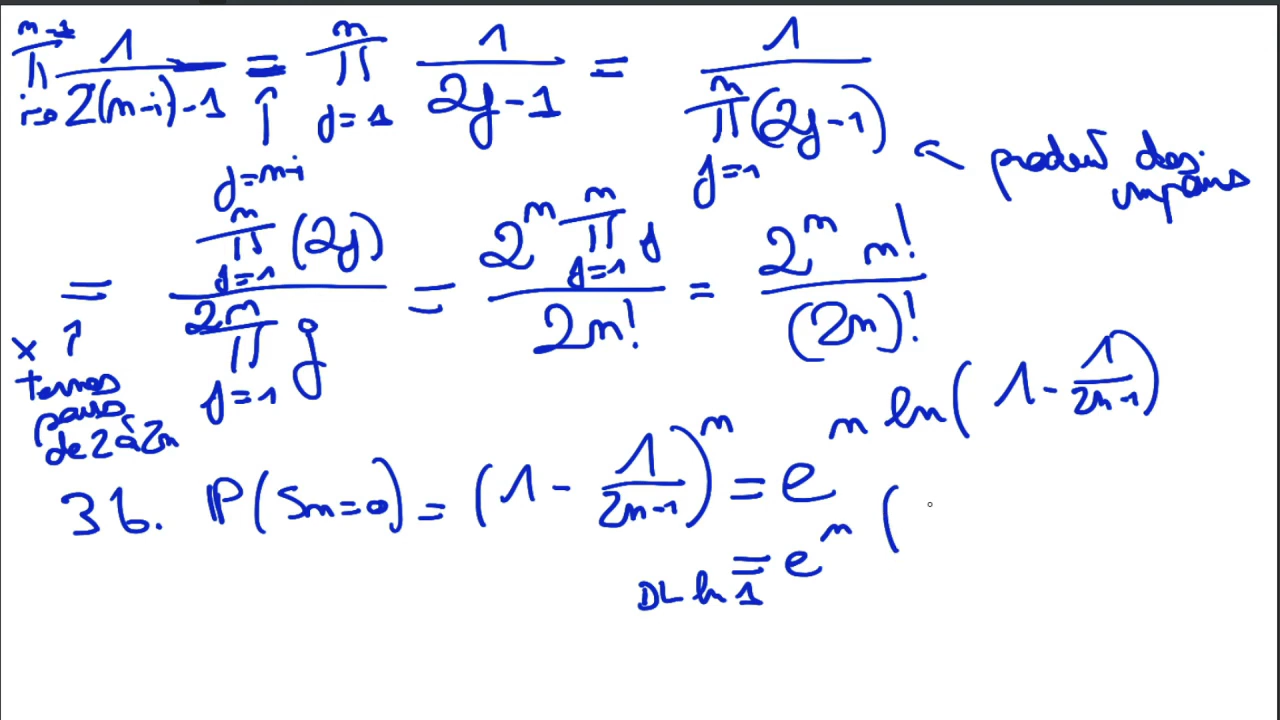 n-1 ∏ i=0 1/(2(n-i)-1) = ↑ j=n-i n ∏ j=1 1/(2j-1) = 1/(n ∏ j=1 (2j-1)) ← produit des impairs
= ↑ × termes pairs de 2 à 2n (n ∏ j=1 (2j))/(2n ∏ j=1 j) = (2^n n ∏ j=1 j)/(2n!) = (2^n n!)/((2n)!)
36. P(Sn=0) = (1 - 1/(2n-1))^n = e^(n ln(1 - 1/(2n-1)))
DL ln 1 = e^n (